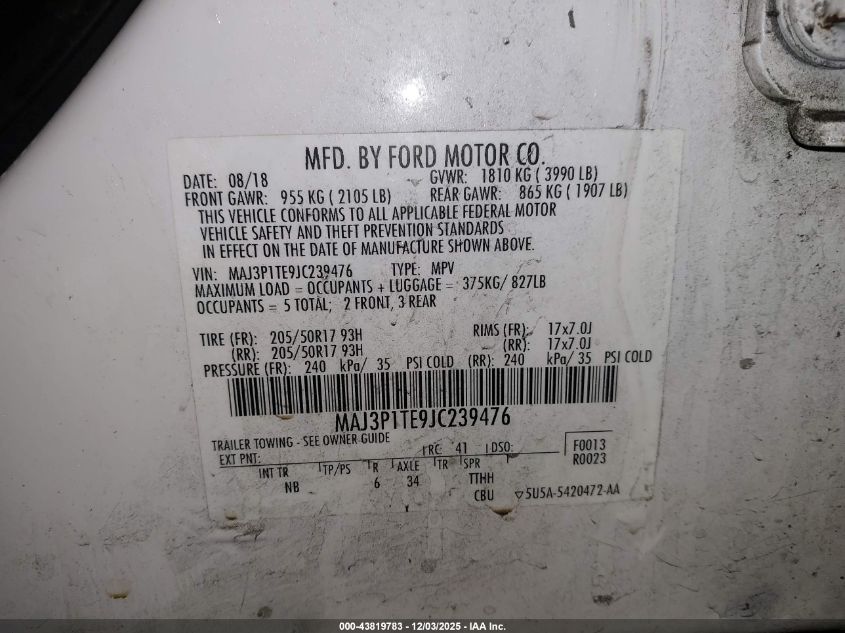 MFD. BY FORD MOTOR CO.
DATE: 08/18 GVWR: 1810 KG ( 3990 LB)
FRONT GAWR: 955 KG ( 2105 LB) REAR GAWR: 865 KG ( 1907 LB)
THIS VEHICLE CONFORMS TO ALL APPLICABLE FEDERAL MOTOR
VEHICLE SAFETY AND THEFT PREVENTION STANDARDS
IN EFFECT ON THE DATE OF MANUFACTURE SHOWN ABOVE.
VIN: MAJ3P1TE9JC239476 TYPE: MPV
MAXIMUM LOAD = OCCUPANTS + LUGGAGE = 375KG/ 827LB
OCCUPANTS = 5 TOTAL; 2 FRONT, 3 REAR
TIRE (FR): 205/50R17 93H RIMS (FR): 17x7.0J
(RR): 205/50R17 93H (RR): 17x7.0J
PRESSURE (FR): 240 kPa/ 35 PSI COLD (RR): 240 kPa/ 35 PSI COLD
MAJ3P1TE9JC239476
TRAILER TOWING - SEE OWNER GUIDE
EXT PNT: RC: 41 DSO: F0013
R0023
INT TR TP/PS R AXLE TR SPR
NB 6 34 TTHH
CBU ▽5U5A-5420472-AA
000-43819783 - 12/03/2025 - IAA Inc.